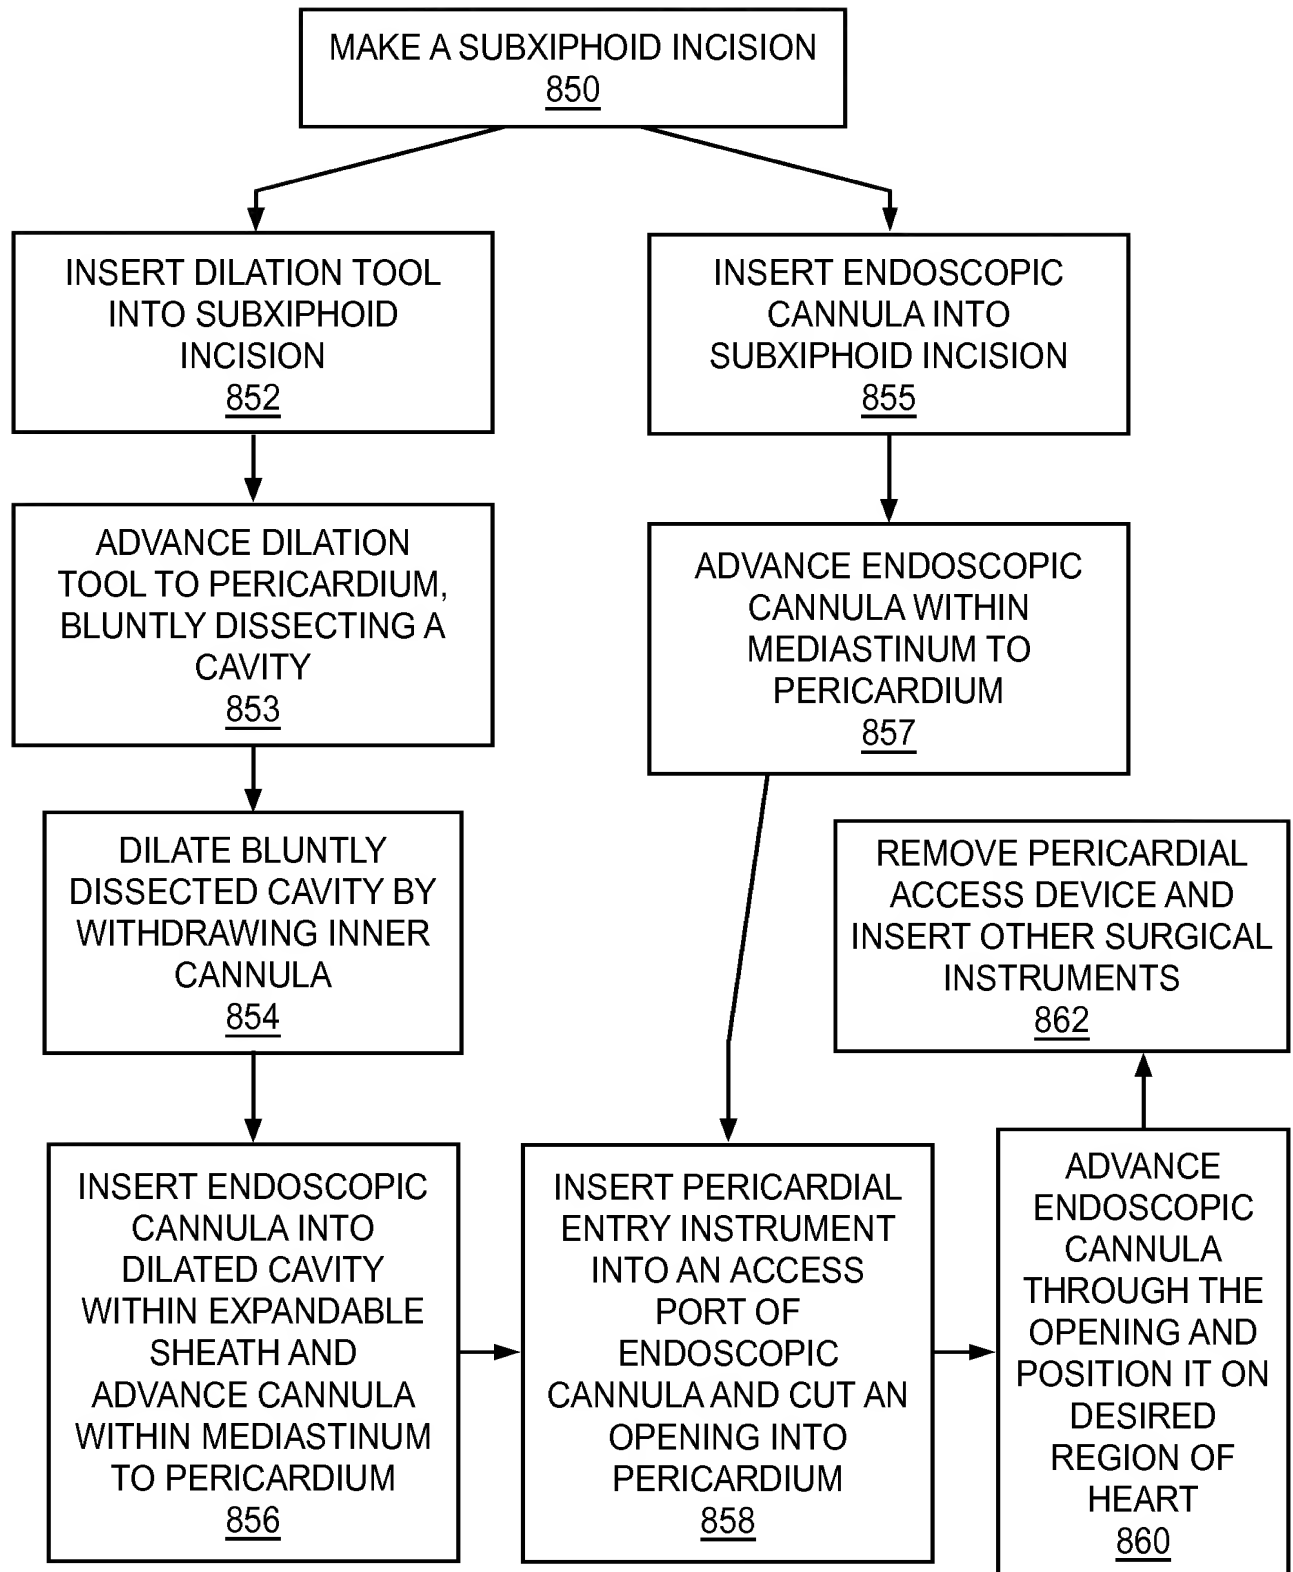 MAKE A SUBXIPHOID INCISION
850
INSERT DILATION TOOL
INTO SUBXIPHOID
INCISION
852
INSERT ENDOSCOPIC
CANNULA INTO
SUBXIPHOID INCISION
855
ADVANCE DILATION
TOOL TO PERICARDIUM,
BLUNTLY DISSECTING A
CAVITY
853
ADVANCE ENDOSCOPIC
CANNULA WITHIN
MEDIASTINUM TO
PERICARDIUM
857
DILATE BLUNTLY
DISSECTED CAVITY BY
WITHDRAWING INNER
CANNULA
854
REMOVE PERICARDIAL
ACCESS DEVICE AND
INSERT OTHER SURGICAL
INSTRUMENTS
862
INSERT ENDOSCOPIC
CANNULA INTO
DILATED CAVITY
WITHIN EXPANDABLE
SHEATH AND
ADVANCE CANNULA
WITHIN MEDIASTINUM
TO PERICARDIUM
856
INSERT PERICARDIAL
ENTRY INSTRUMENT
INTO AN ACCESS
PORT OF
ENDOSCOPIC
CANNULA AND CUT AN
OPENING INTO
PERICARDIUM
858
ADVANCE
ENDOSCOPIC
CANNULA
THROUGH THE
OPENING AND
POSITION IT ON
DESIRED
REGION OF
HEART
860